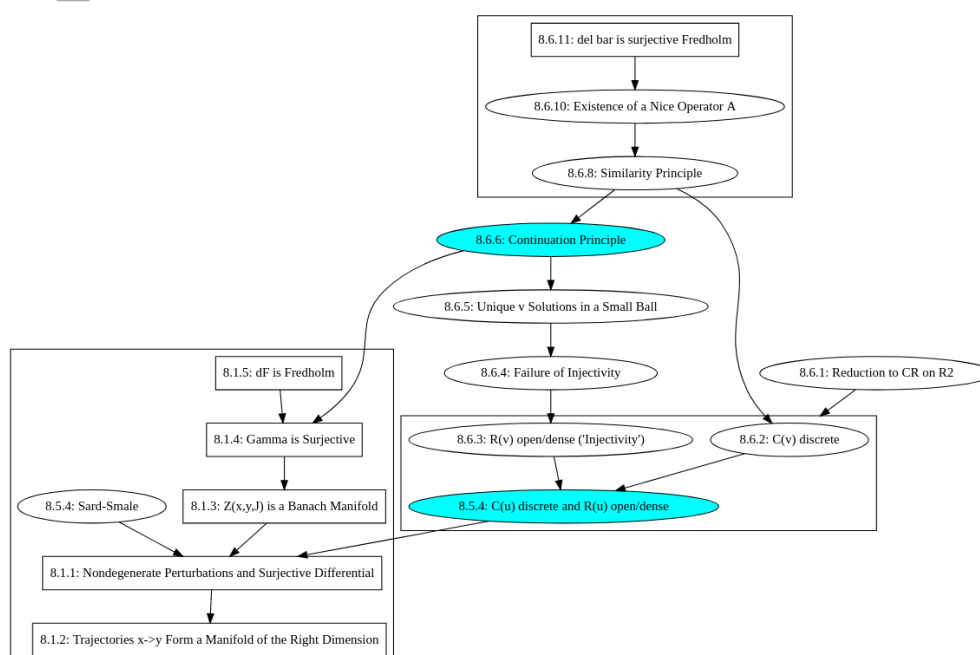 8.6.11: del bar is surjective Fredholm
8.6.10: Existence of a Nice Operator A
8.6.8: Similarity Principle
8.6.6: Continuation Principle
8.6.5: Unique v Solutions in a Small Ball
8.1.5: dF is Fredholm
8.6.4: Failure of Injectivity
8.6.1: Reduction to CR on R2
8.1.4: Gamma is Surjective
8.6.3: R(v) open/dense ('Injectivity')
8.6.2: C(v) discrete
8.5.4: Sard-Smale
8.1.3: Z(x,y,J) is a Banach Manifold
8.5.4: C(u) discrete and R(u) open/dense
8.1.1: Nondegenerate Perturbations and Surjective Differential
8.1.2: Trajectories x->y Form a Manifold of the Right Dimension